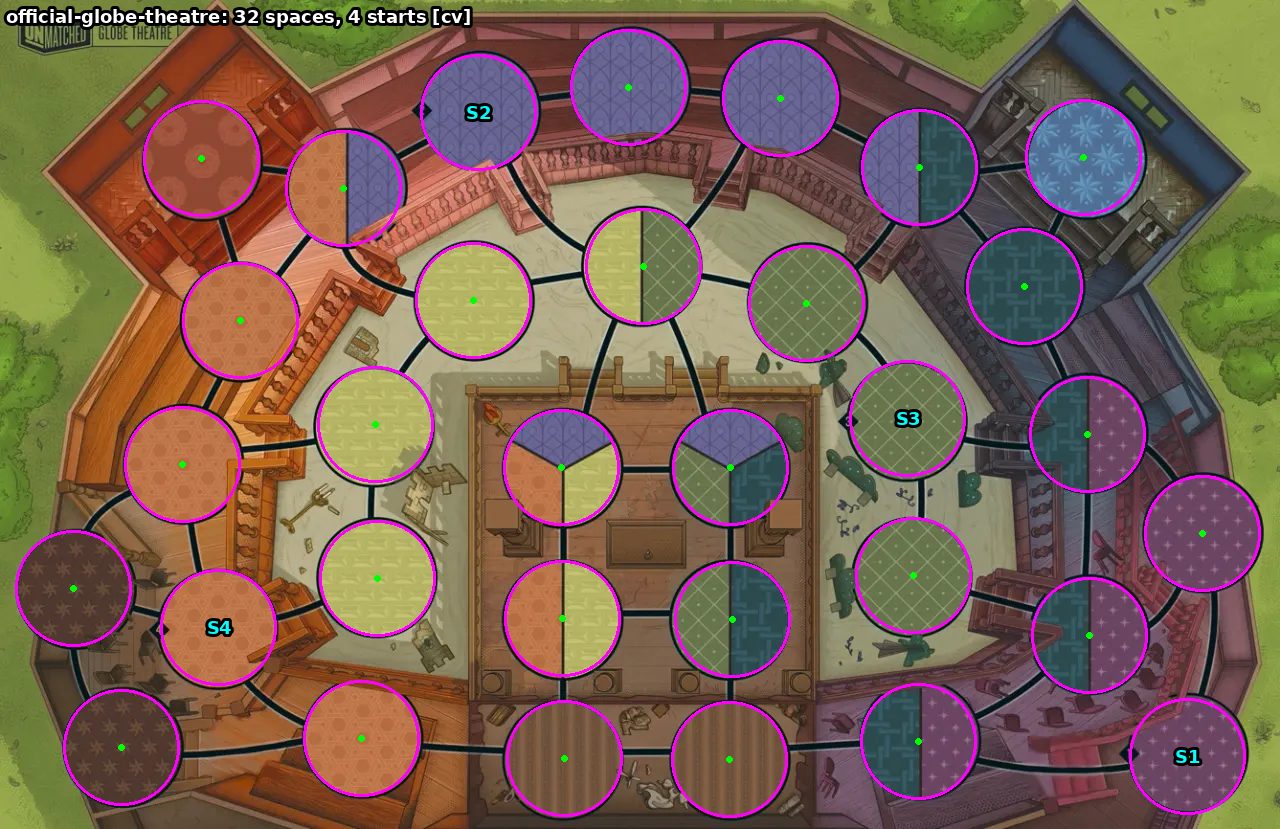 official-globe-theatre: 32 spaces, 4 starts [cv]
UNMATCHED
GLOBE THEATRE
S2
S3
S4
S1